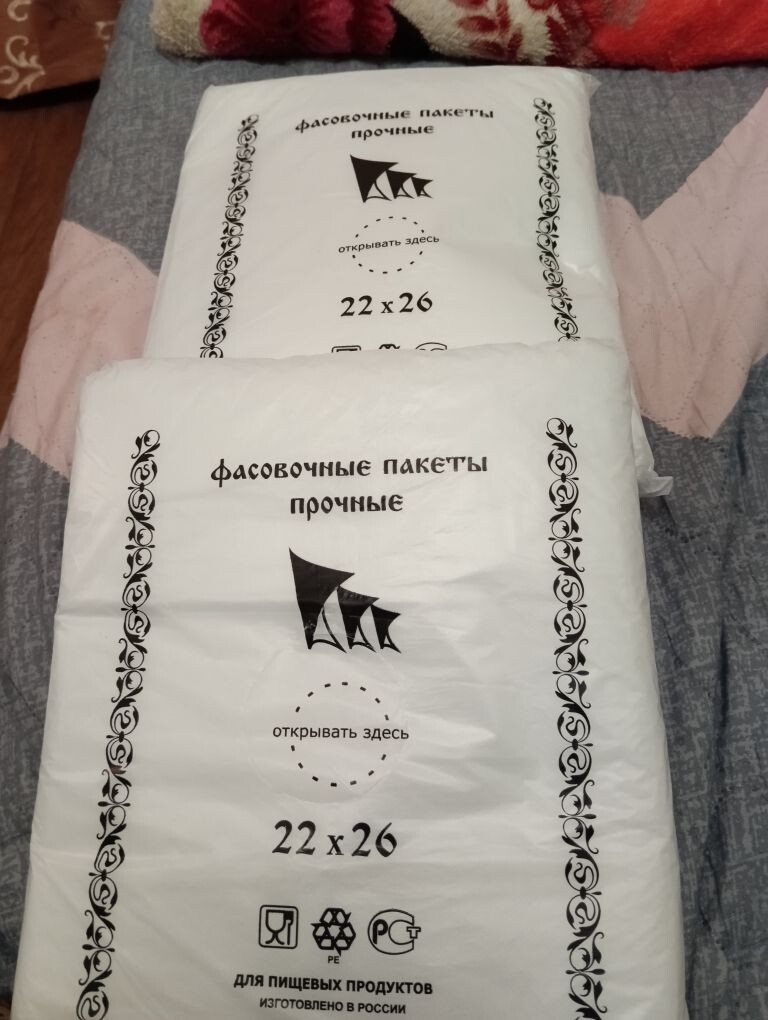 фасовочные пакеты
прочные
открывать здесь
22 x 26
фасовочные пакеты
прочные
открывать здесь
22 x 26
РСТ
PE
ДЛЯ ПИЩЕВЫХ ПРОДУКТОВ
ИЗГОТОВЛЕНО В РОССИИ